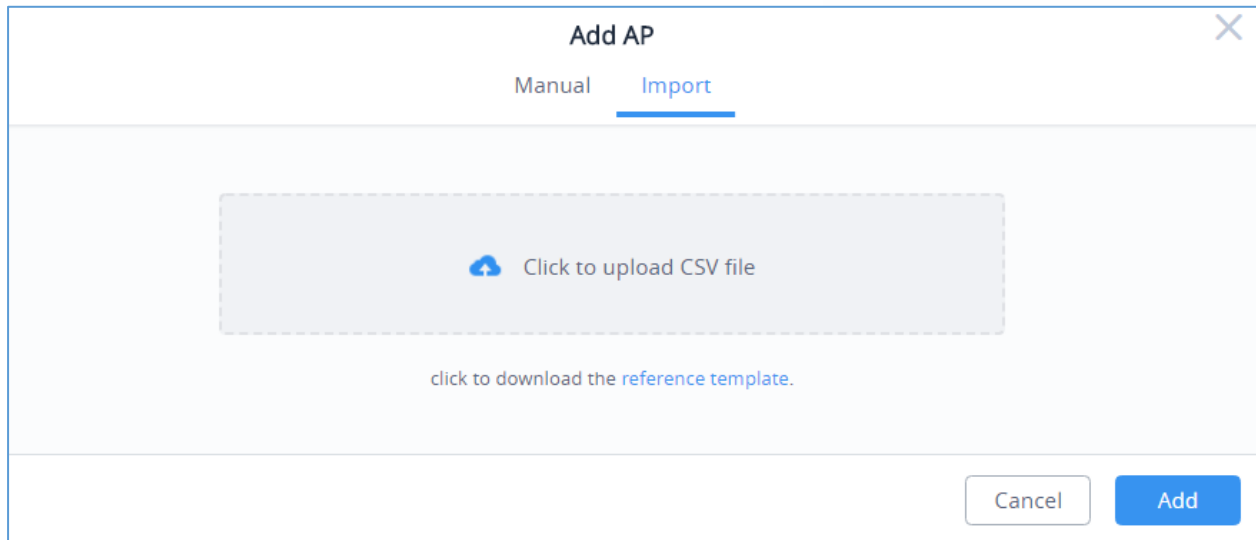 Add AP
Manual Import
Click to upload CSV file
click to download the reference template.
Cancel Add